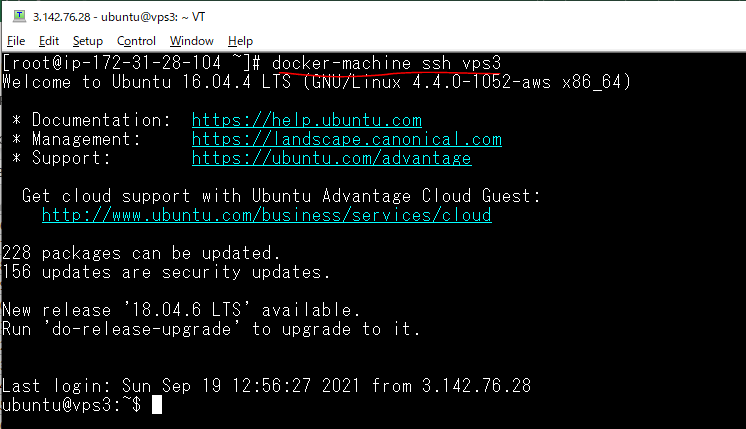 3.142.76.28 - ubuntu@vps3: ~ VT
File Edit Setup Control Window Help
[root@ip-172-31-28-104 ~]# docker-machine ssh vps3
Welcome to Ubuntu 16.04.4 LTS (GNU/Linux 4.4.0-1052-aws x86_64)
* Documentation: https://help.ubuntu.com
* Management: https://landscape.canonical.com
* Support: https://ubuntu.com/advantage
Get cloud support with Ubuntu Advantage Cloud Guest:
http://www.ubuntu.com/business/services/cloud
228 packages can be updated.
156 updates are security updates.
New release '18.04.6 LTS' available.
Run 'do-release-upgrade' to upgrade to it.
Last login: Sun Sep 19 12:56:27 2021 from 3.142.76.28
ubuntu@vps3:~$